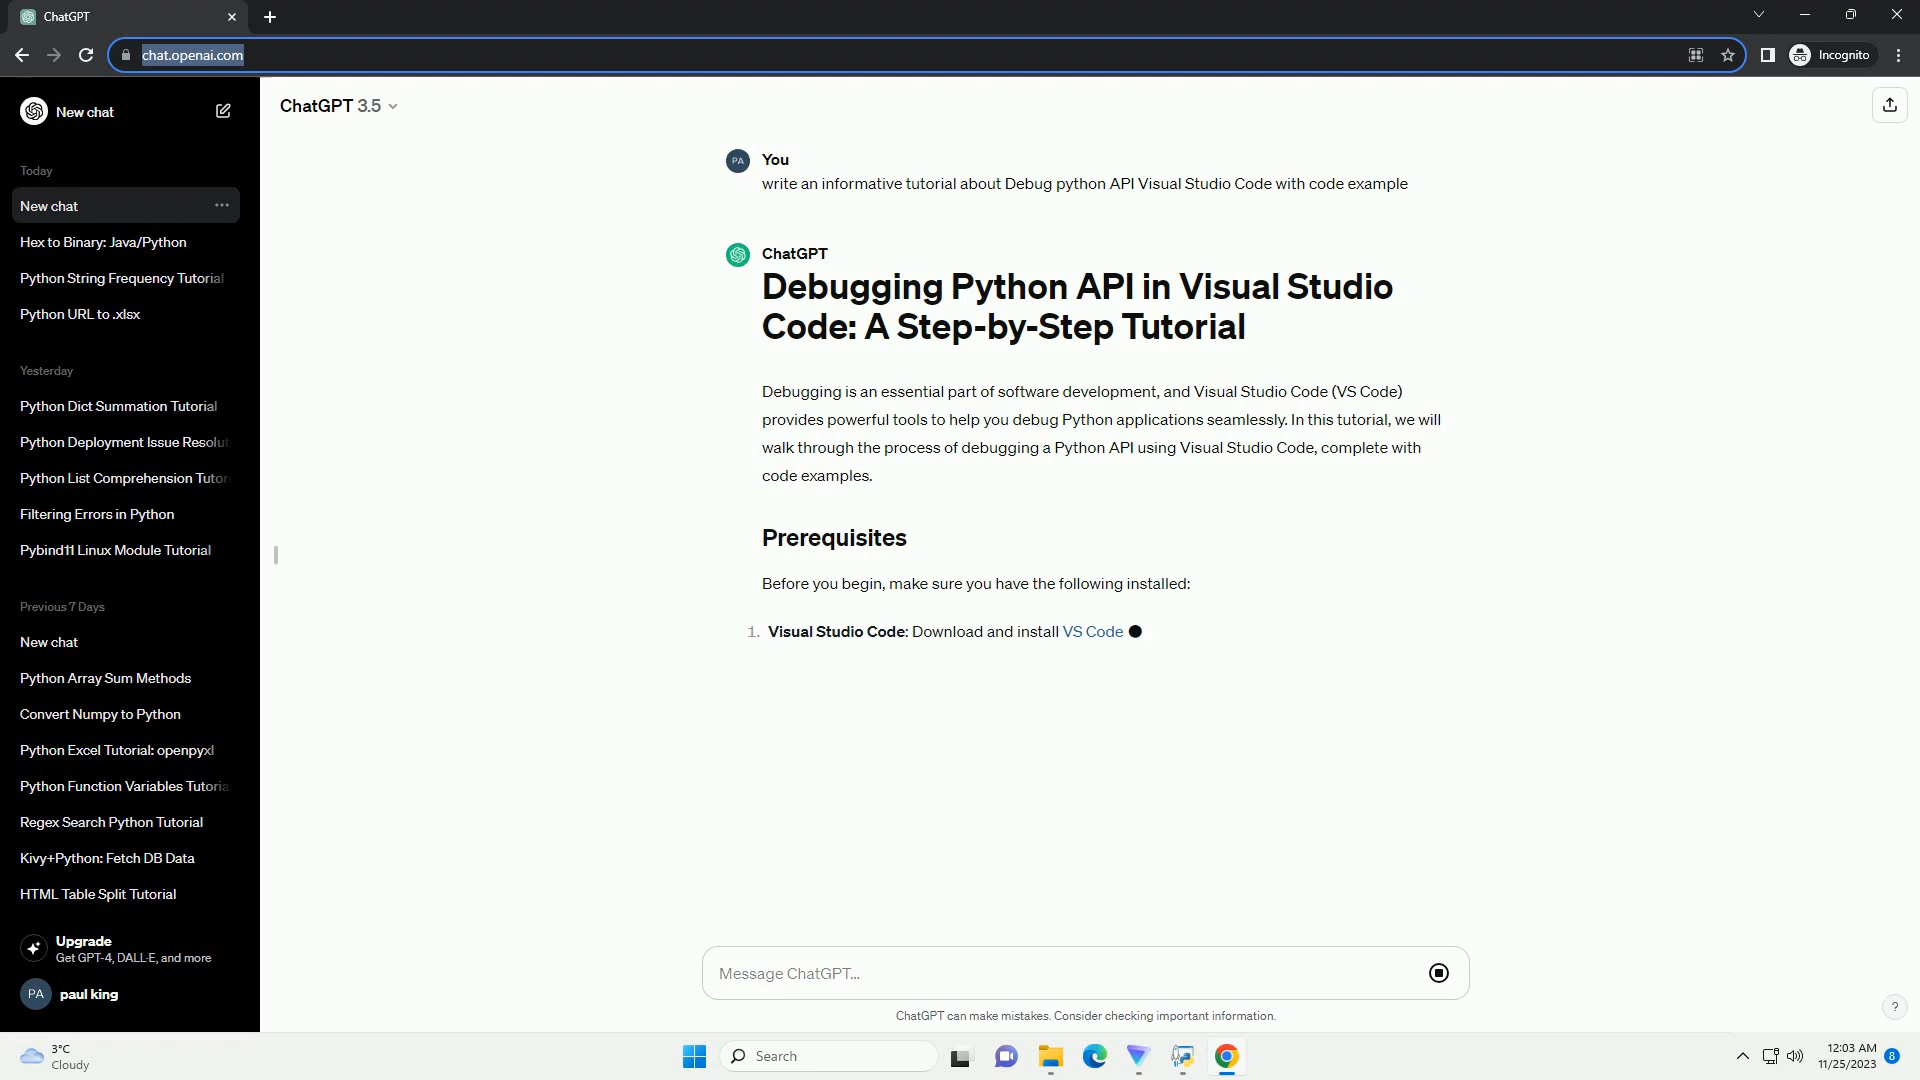 ChatGPT
chat.openai.com
Incognito
New chat
Today
New chat
Hex to Binary: Java/Python
Python String Frequency Tutorial
Python URL to .xlsx
Yesterday
Python Dict Summation Tutorial
Python Deployment Issue Resolut
Python List Comprehension Tutor
Filtering Errors in Python
Pybind11 Linux Module Tutorial
Previous 7 Days
New chat
Python Array Sum Methods
Convert Numpy to Python
Python Excel Tutorial: openpyxl
Python Function Variables Tutoria
Regex Search Python Tutorial
Kivy+Python: Fetch DB Data
HTML Table Split Tutorial
Upgrade
Get GPT-4, DALL·E, and more
PA paul king
ChatGPT 3.5
PA You
write an informative tutorial about Debug python API Visual Studio Code with code example
ChatGPT
Debugging Python API in Visual Studio
Code: A Step-by-Step Tutorial
Debugging is an essential part of software development, and Visual Studio Code (VS Code)
provides powerful tools to help you debug Python applications seamlessly. In this tutorial, we will
walk through the process of debugging a Python API using Visual Studio Code, complete with
code examples.
Prerequisites
Before you begin, make sure you have the following installed:
1. Visual Studio Code: Download and install VS Code
Message ChatGPT...
ChatGPT can make mistakes. Consider checking important information.
?
3°C
Cloudy
Search
12:03 AM
11/25/2023
8